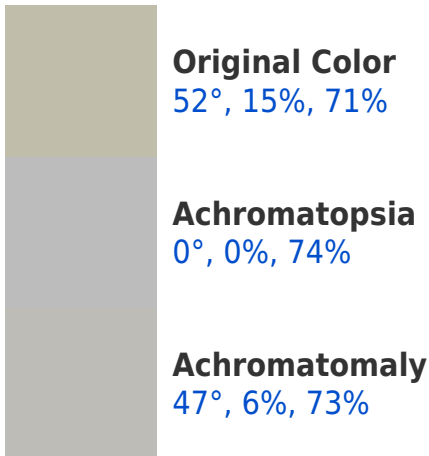 Original Color
52°, 15%, 71%
Achromatopsia
0°, 0%, 74%
Achromatomaly
47°, 6%, 73%